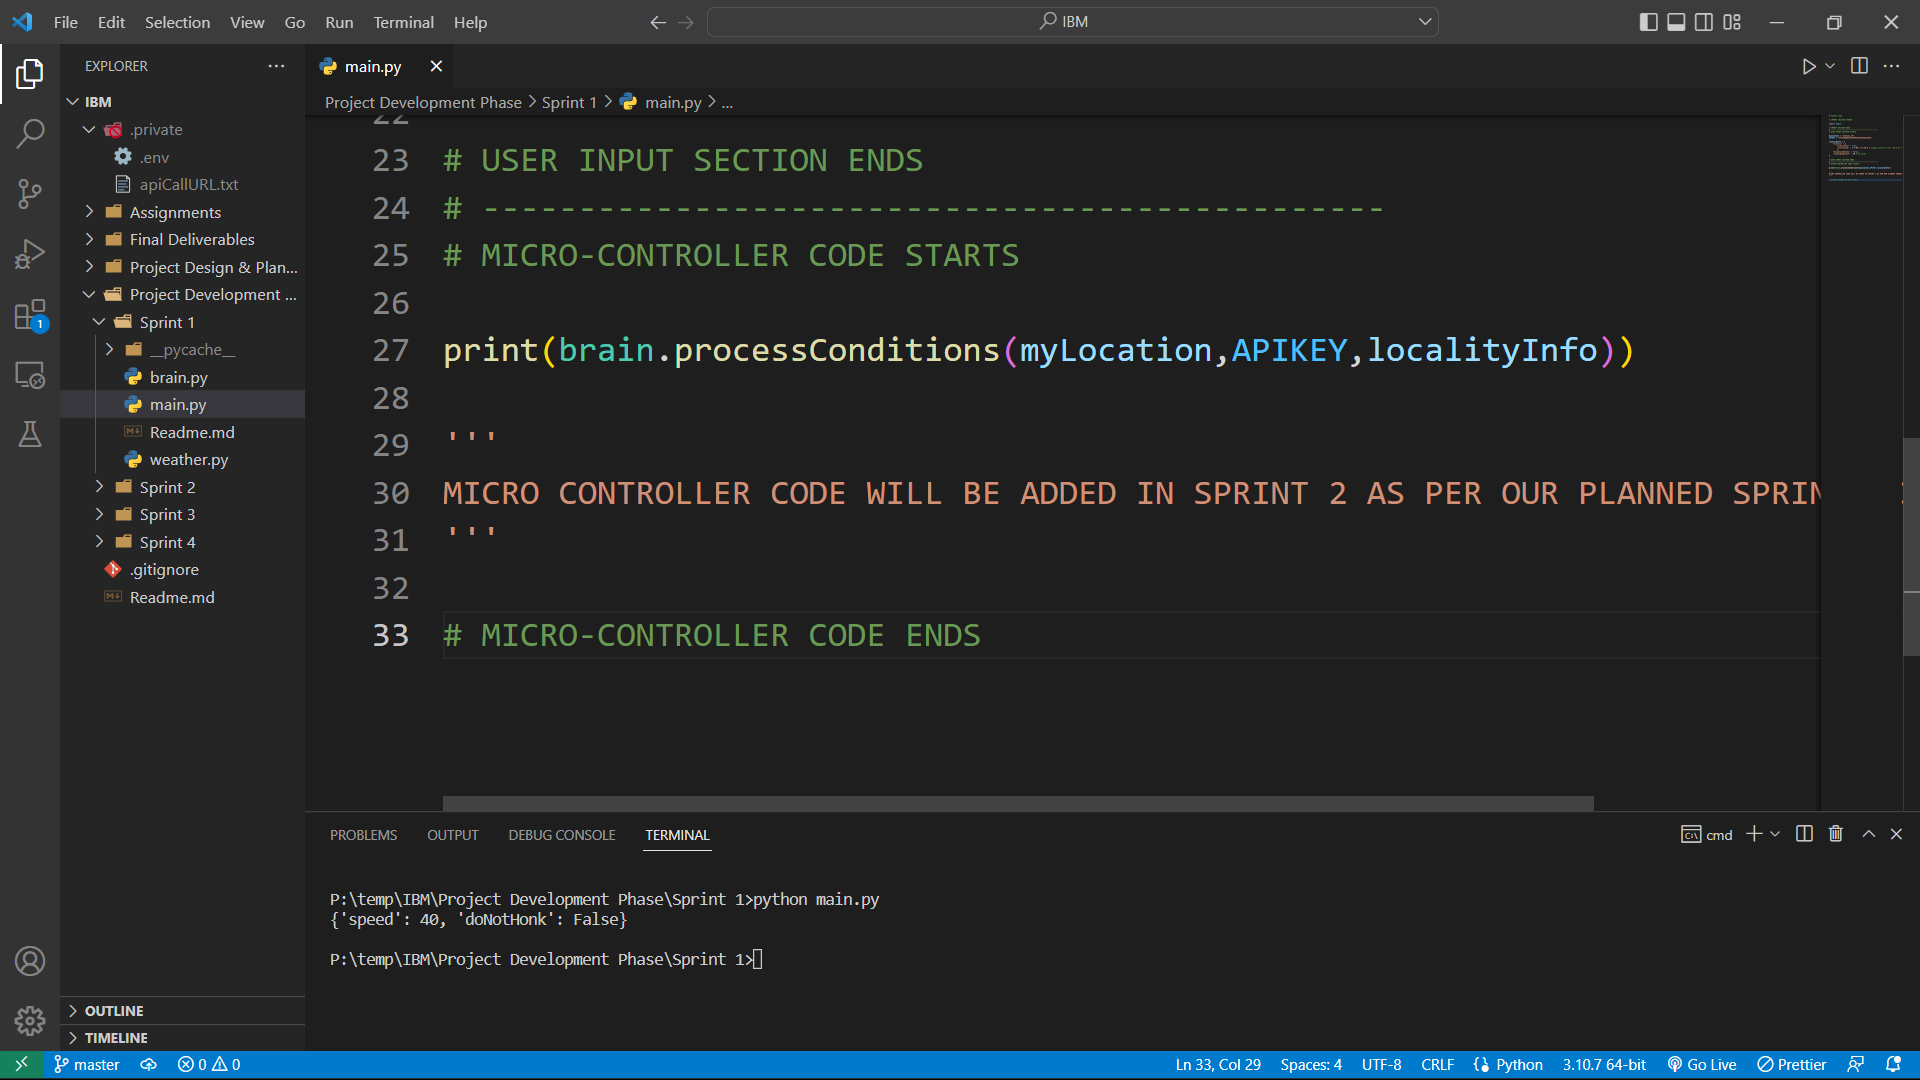 File Edit Selection View Go Run Terminal Help
IBM
EXPLORER
main.py
IBM
Project Development Phase > Sprint 1 > main.py > ...
.private
.env
apiCallURL.txt
Assignments
Final Deliverables
Project Design & Plan...
Project Development ...
Sprint 1
__pycache__
brain.py
main.py
Readme.md
weather.py
Sprint 2
Sprint 3
Sprint 4
.gitignore
Readme.md
OUTLINE
TIMELINE
1
22
23 # USER INPUT SECTION ENDS
24 # -----------------------------------------------
25 # MICRO-CONTROLLER CODE STARTS
26
27 print(brain.processConditions(myLocation,APIKEY,localityInfo))
28
29 '''
30 MICRO CONTROLLER CODE WILL BE ADDED IN SPRINT 2 AS PER OUR PLANNED SPRIN
31 '''
32
33 # MICRO-CONTROLLER CODE ENDS
PROBLEMS OUTPUT DEBUG CONSOLE TERMINAL
cmd
P:\temp\IBM\Project Development Phase\Sprint 1>python main.py
{'speed': 40, 'doNotHonk': False}
P:\temp\IBM\Project Development Phase\Sprint 1>
master 0 0 Ln 33, Col 29 Spaces: 4 UTF-8 CRLF Python 3.10.7 64-bit Go Live Prettier